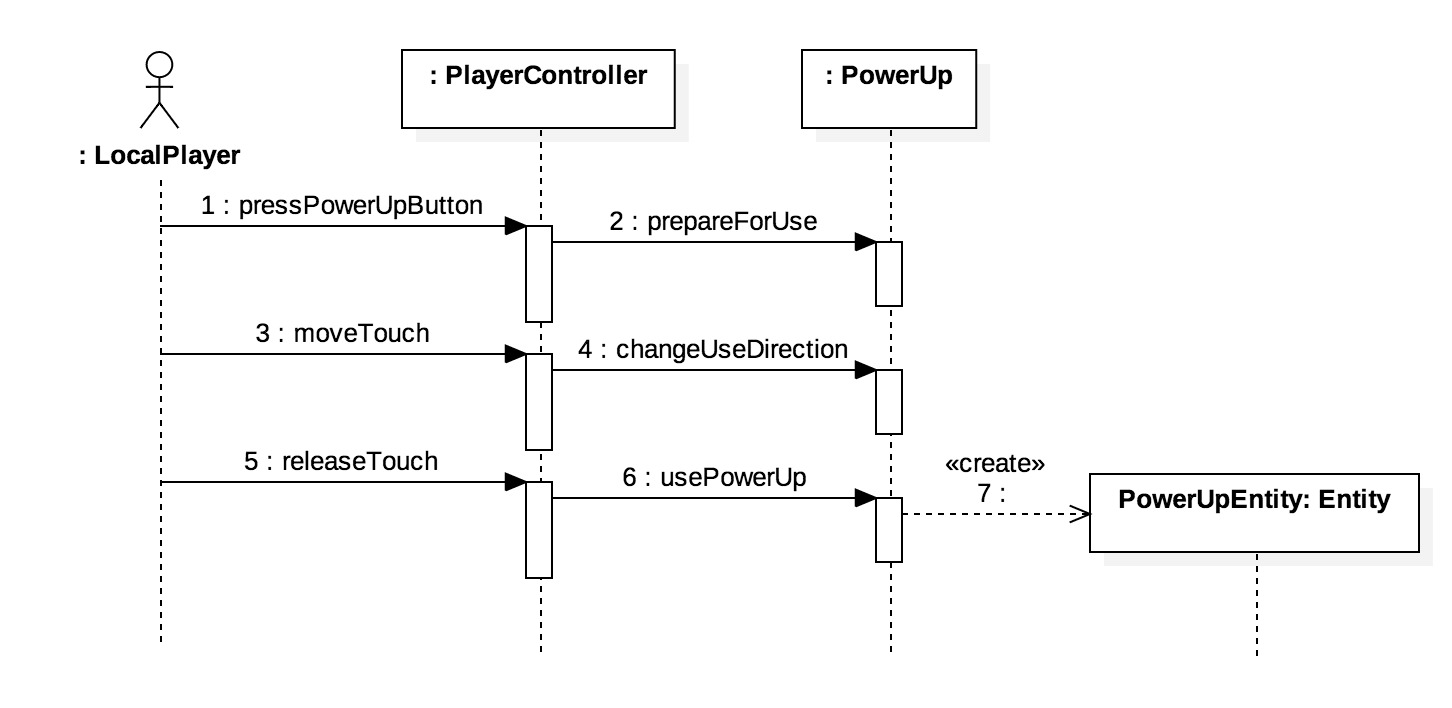 : PlayerController
: PowerUp
: LocalPlayer
1 : pressPowerUpButton
2 : prepareForUse
3 : moveTouch
4 : changeUseDirection
5 : releaseTouch
6 : usePowerUp
«create»
7 :
PowerUpEntity: Entity